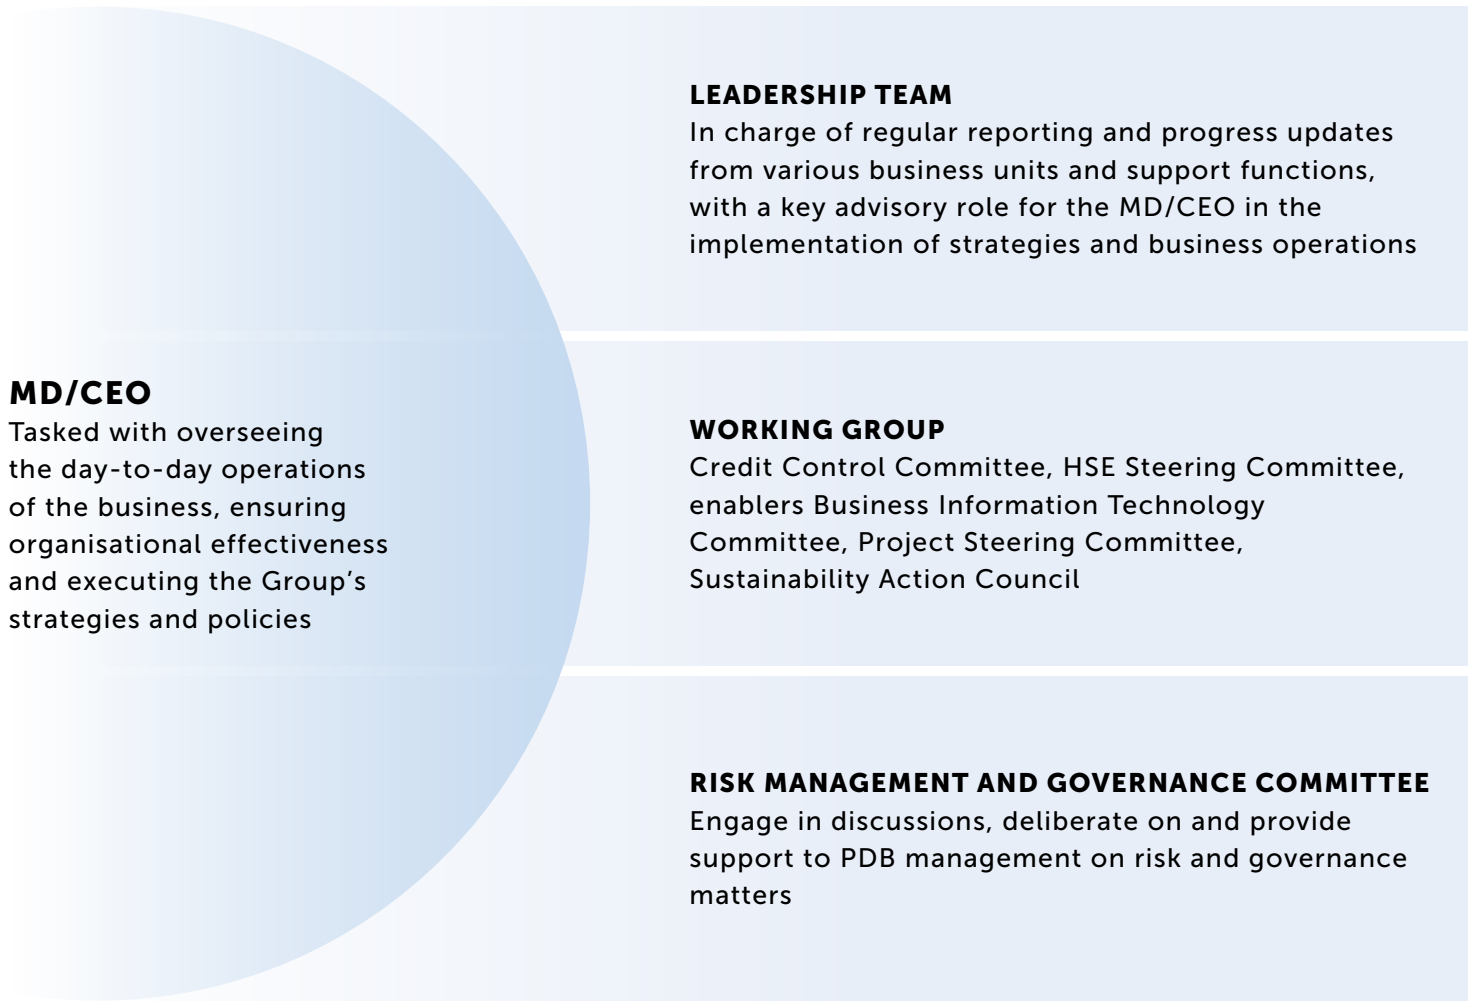 MD/CEO
Tasked with overseeing
the day-to-day operations
of the business, ensuring
organisational effectiveness
and executing the Group’s
strategies and policies
LEADERSHIP TEAM
In charge of regular reporting and progress updates
from various business units and support functions,
with a key advisory role for the MD/CEO in the
implementation of strategies and business operations
WORKING GROUP
Credit Control Committee, HSE Steering Committee,
enablers Business Information Technology
Committee, Project Steering Committee,
Sustainability Action Council
RISK MANAGEMENT AND GOVERNANCE COMMITTEE
Engage in discussions, deliberate on and provide
support to PDB management on risk and governance
matters